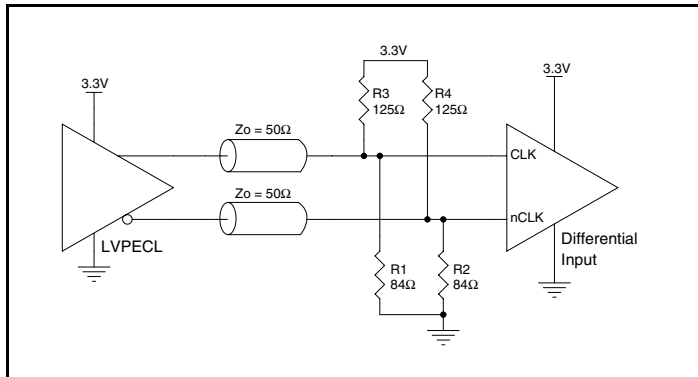 3.3V
3.3V
3.3V
R3
125Ω
R4
125Ω
Zo = 50Ω
CLK
Zo = 50Ω
nCLK
LVPECL
Differential
Input
R1
84Ω
R2
84Ω